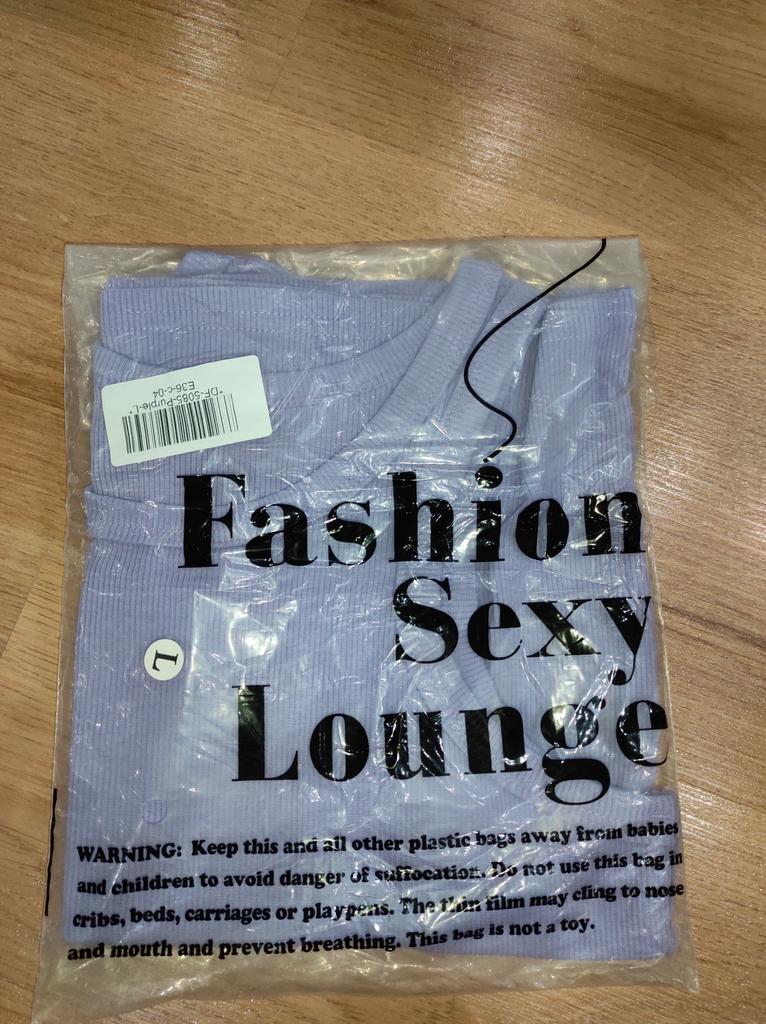 *DF-5085-Purple-L*
E36-c-04
Fashion
Sexy
Lounge
L
WARNING: Keep this and all other plastic bags away from babies
and children to avoid danger of suffocation. Do not use this bag in
cribs, beds, carriages or playpens. The thin film may cling to nose
and mouth and prevent breathing. This bag is not a toy.